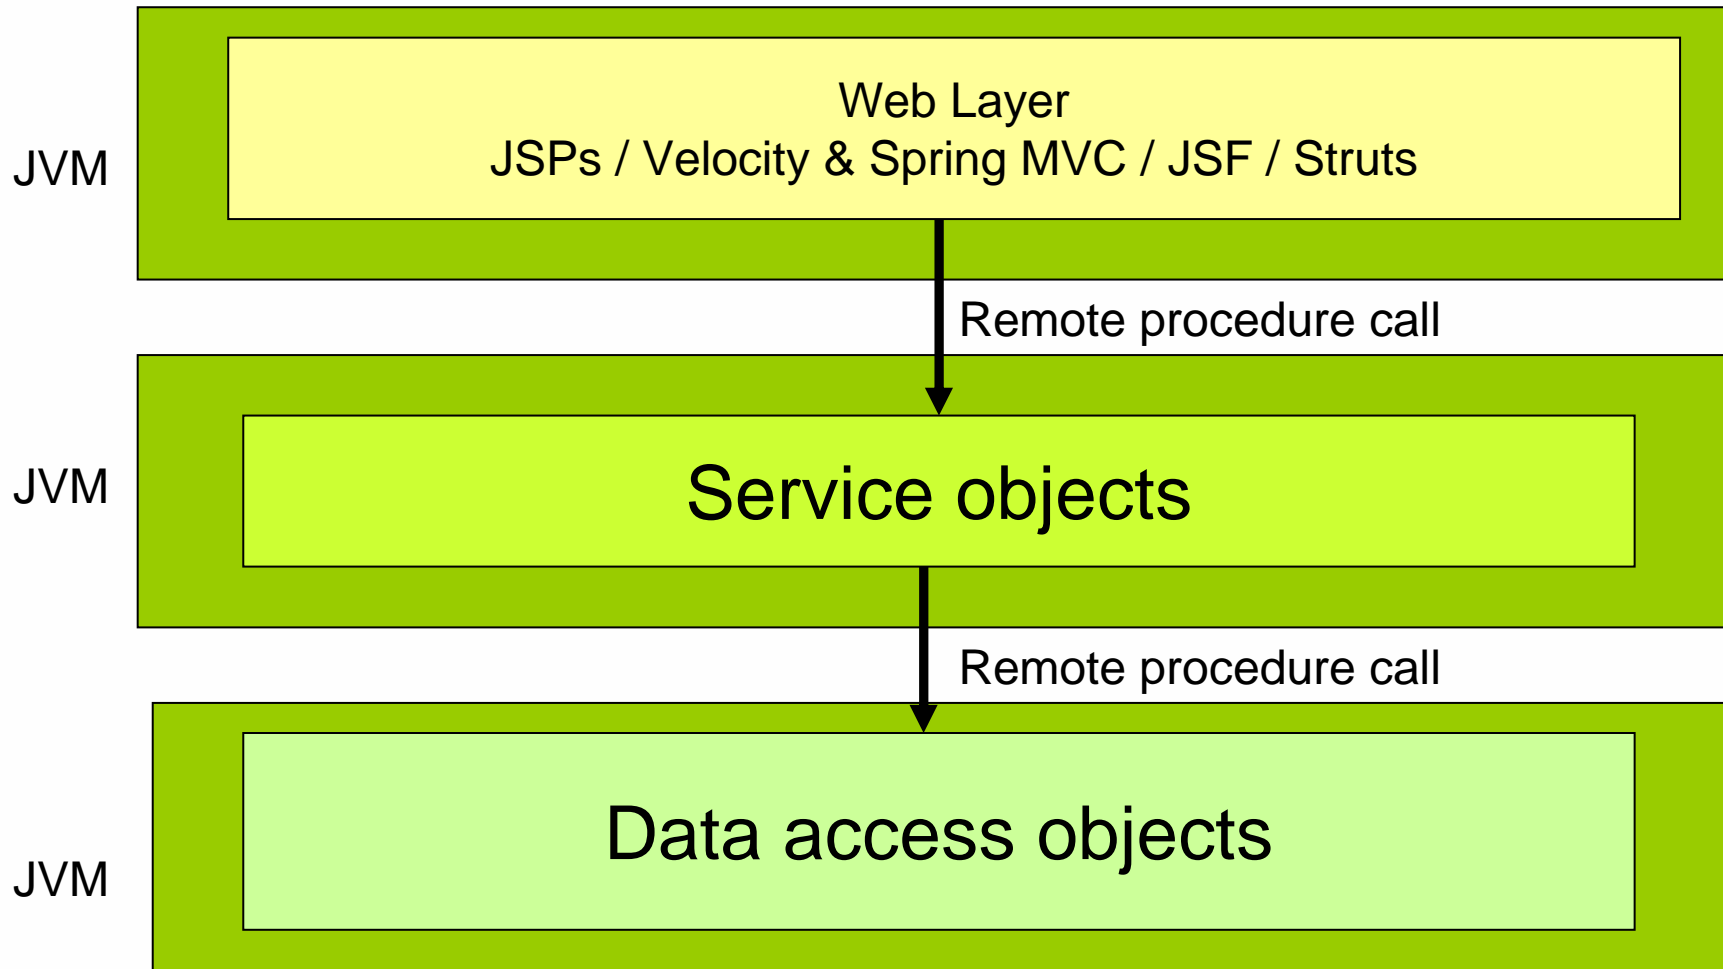 Web Layer
JSPs / Velocity & Spring MVC / JSF / Struts
JVM
Remote procedure call
JVM
Service objects
Remote procedure call
Data access objects
JVM